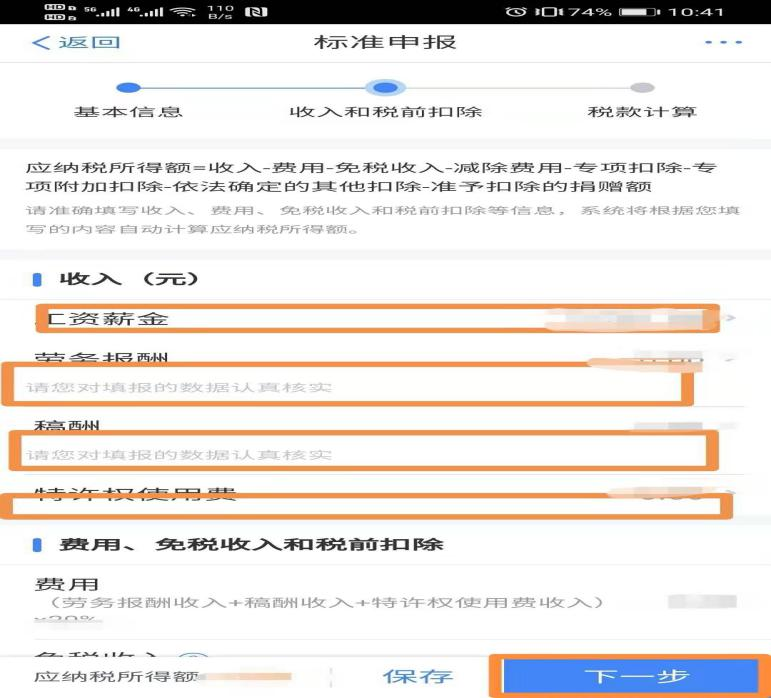 HD 5G 4G 110 B/s 74% 10:41
HD
返回 标准申报 ...
基本信息 收入和税前扣除 税款计算
应纳税所得额=收入-费用-免税收入-减除费用-专项扣除-专
项附加扣除-依法确定的其他扣除-准予扣除的捐赠额
请准确填写收入、费用、免税收入和税前扣除等信息，系统将根据您填
写的内容自动计算应纳税所得额。
收入（元）
工资薪金
劳务报酬
请您对填报的数据认真核实
稿酬
请您对填报的数据认真核实
特许权使用费
费用、免税收入和税前扣除
费用
（劳务报酬收入+稿酬收入+特许权使用费收入）
×20%
免税收入
应纳税所得额 保存 下一步